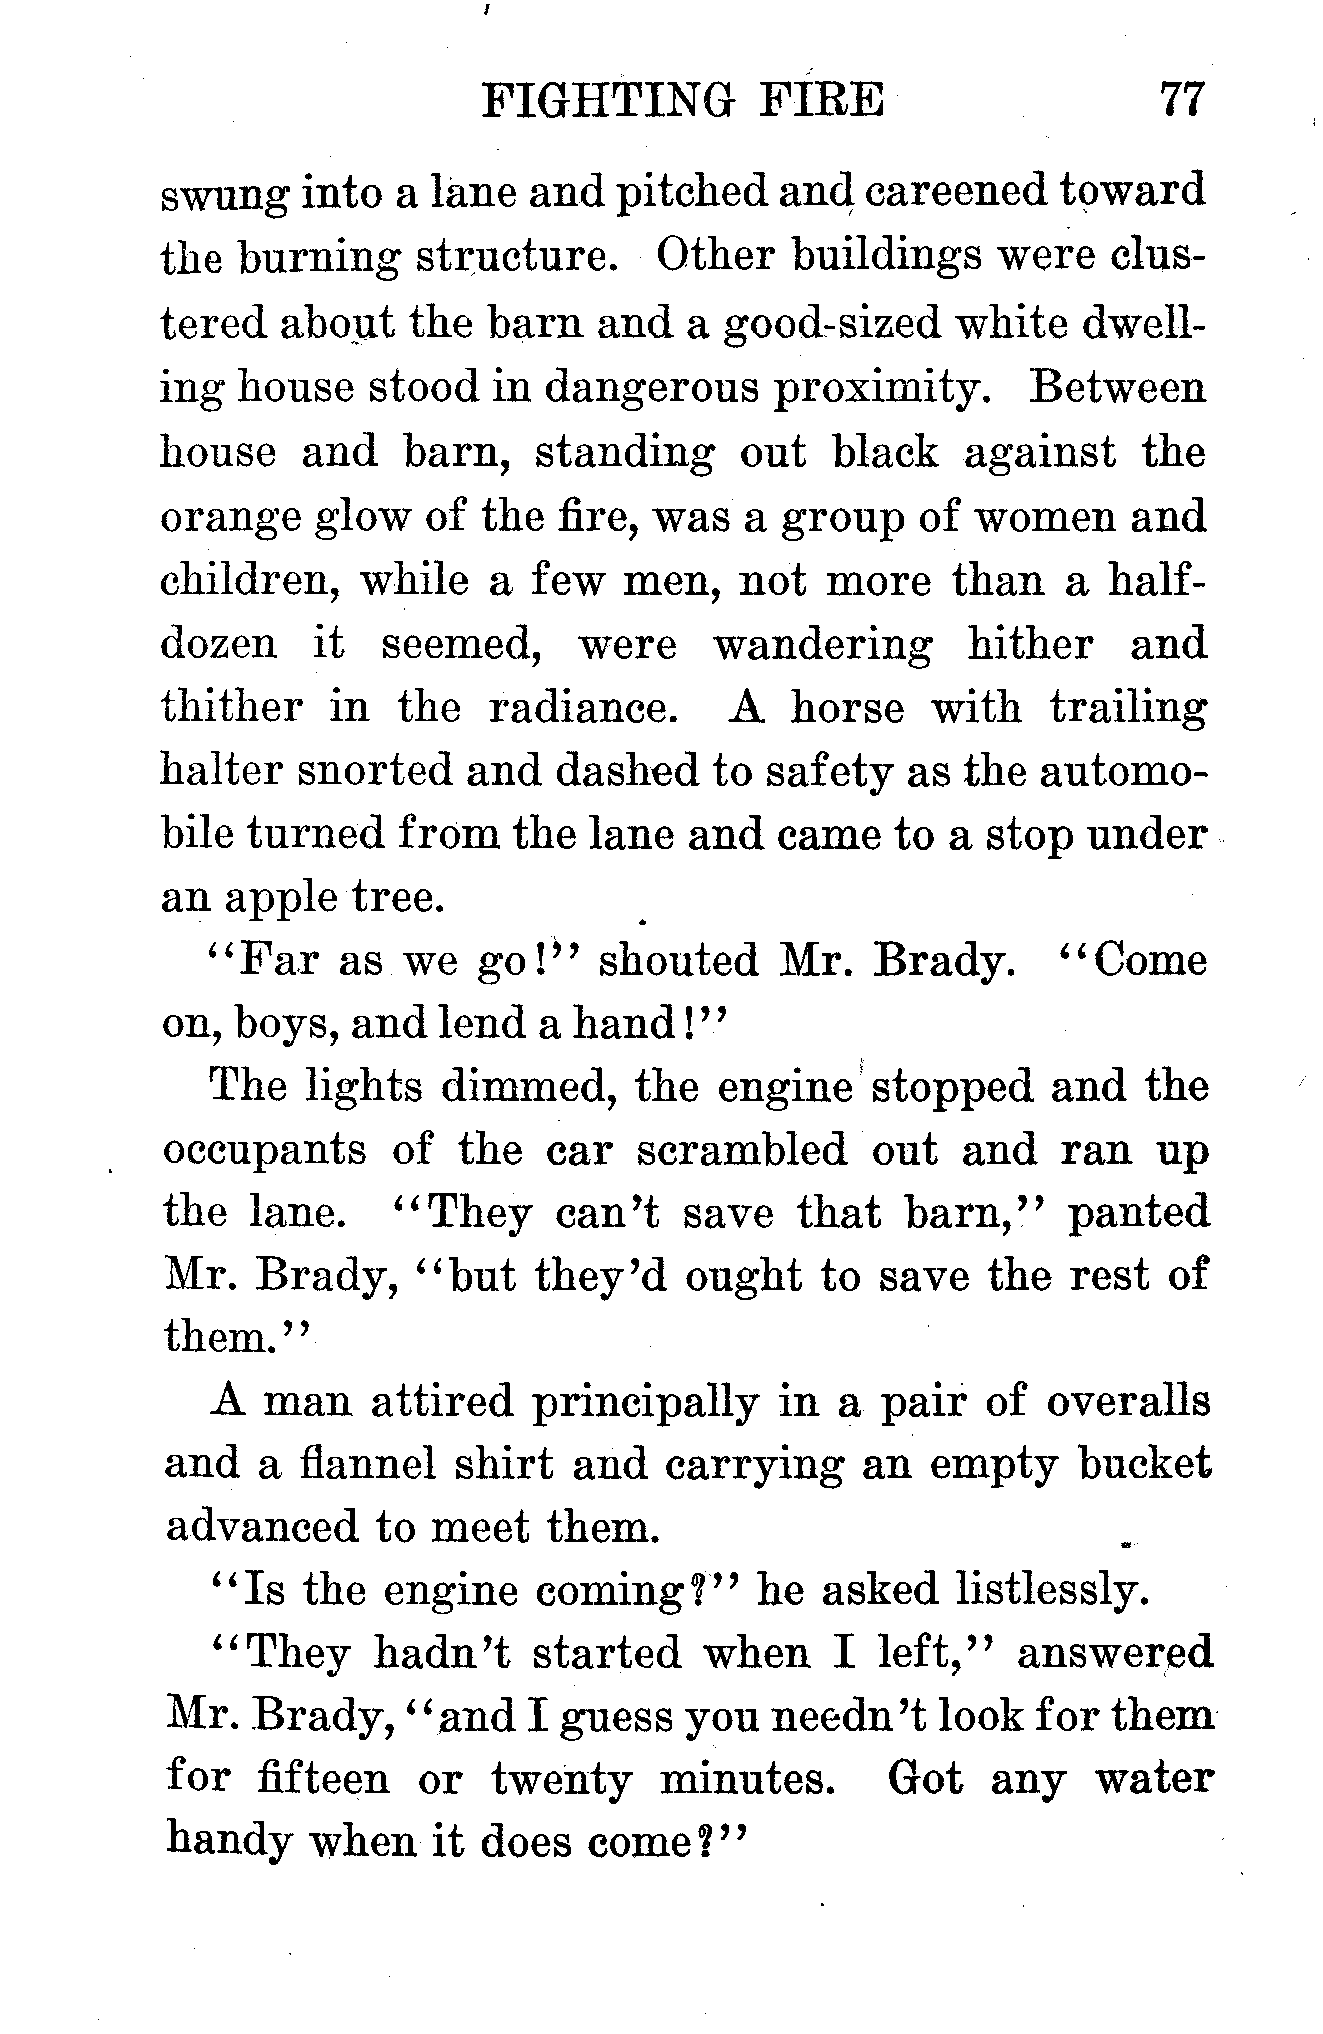 FIGHTING FIRE 77
swung into a lane and pitched and careened toward
the burning structure. Other buildings were clus-
tered about the barn and a good-sized white dwell-
ing house stood in dangerous proximity. Between
house and barn, standing out black against the
orange glow of the fire, was a group of women and
children, while a few men, not more than a half-
dozen it seemed, were wandering hither and
thither in the radiance. A horse with trailing
halter snorted and dashed to safety as the automo-
bile turned from the lane and came to a stop under
an apple tree.
"Far as we go!" shouted Mr. Brady. "Come
on, boys, and lend a hand!"
The lights dimmed, the engine stopped and the
occupants of the car scrambled out and ran up
the lane. "They can't save that barn," panted
Mr. Brady, "but they'd ought to save the rest of
them."
A man attired principally in a pair of overalls
and a flannel shirt and carrying an empty bucket
advanced to meet them.
"Is the engine coming?" he asked listlessly.
"They hadn't started when I left," answered
Mr. Brady, "and I guess you needn't look for them
for fifteen or twenty minutes. Got any water
handy when it does come?"